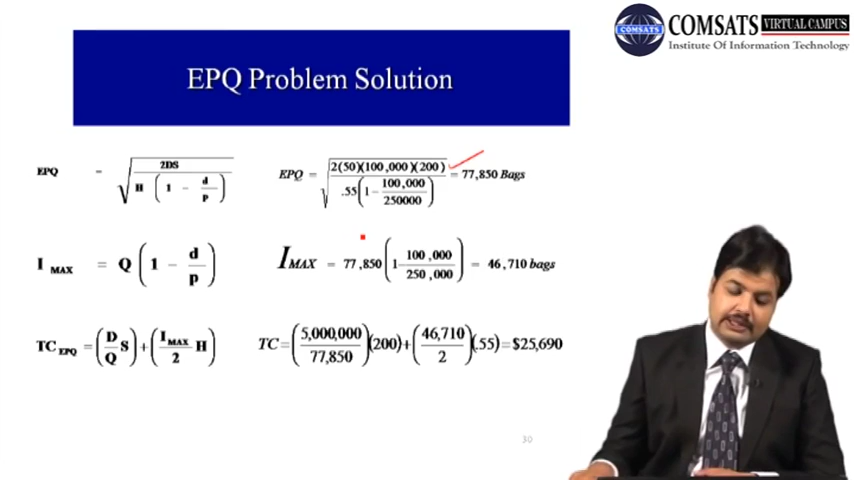 COMSATS VIRTUAL CAMPUS
COMSATS
Institute Of Information Technology
EPQ Problem Solution
EPQ = √(2DS / H (1 - d/p))
EPQ = √(2(50)(100,000)(200) / .55(1 - 100,000/250000)) = 77,850 Bags
I MAX = Q (1 - d/p)
I MAX = 77,850 (1- 100,000/250,000) = 46,710 bags
TC EPQ = (D/Q S) + (I MAX/2 H)
TC = (5,000,000/77,850)(200) + (46,710/2)(.55) = $25,690
30